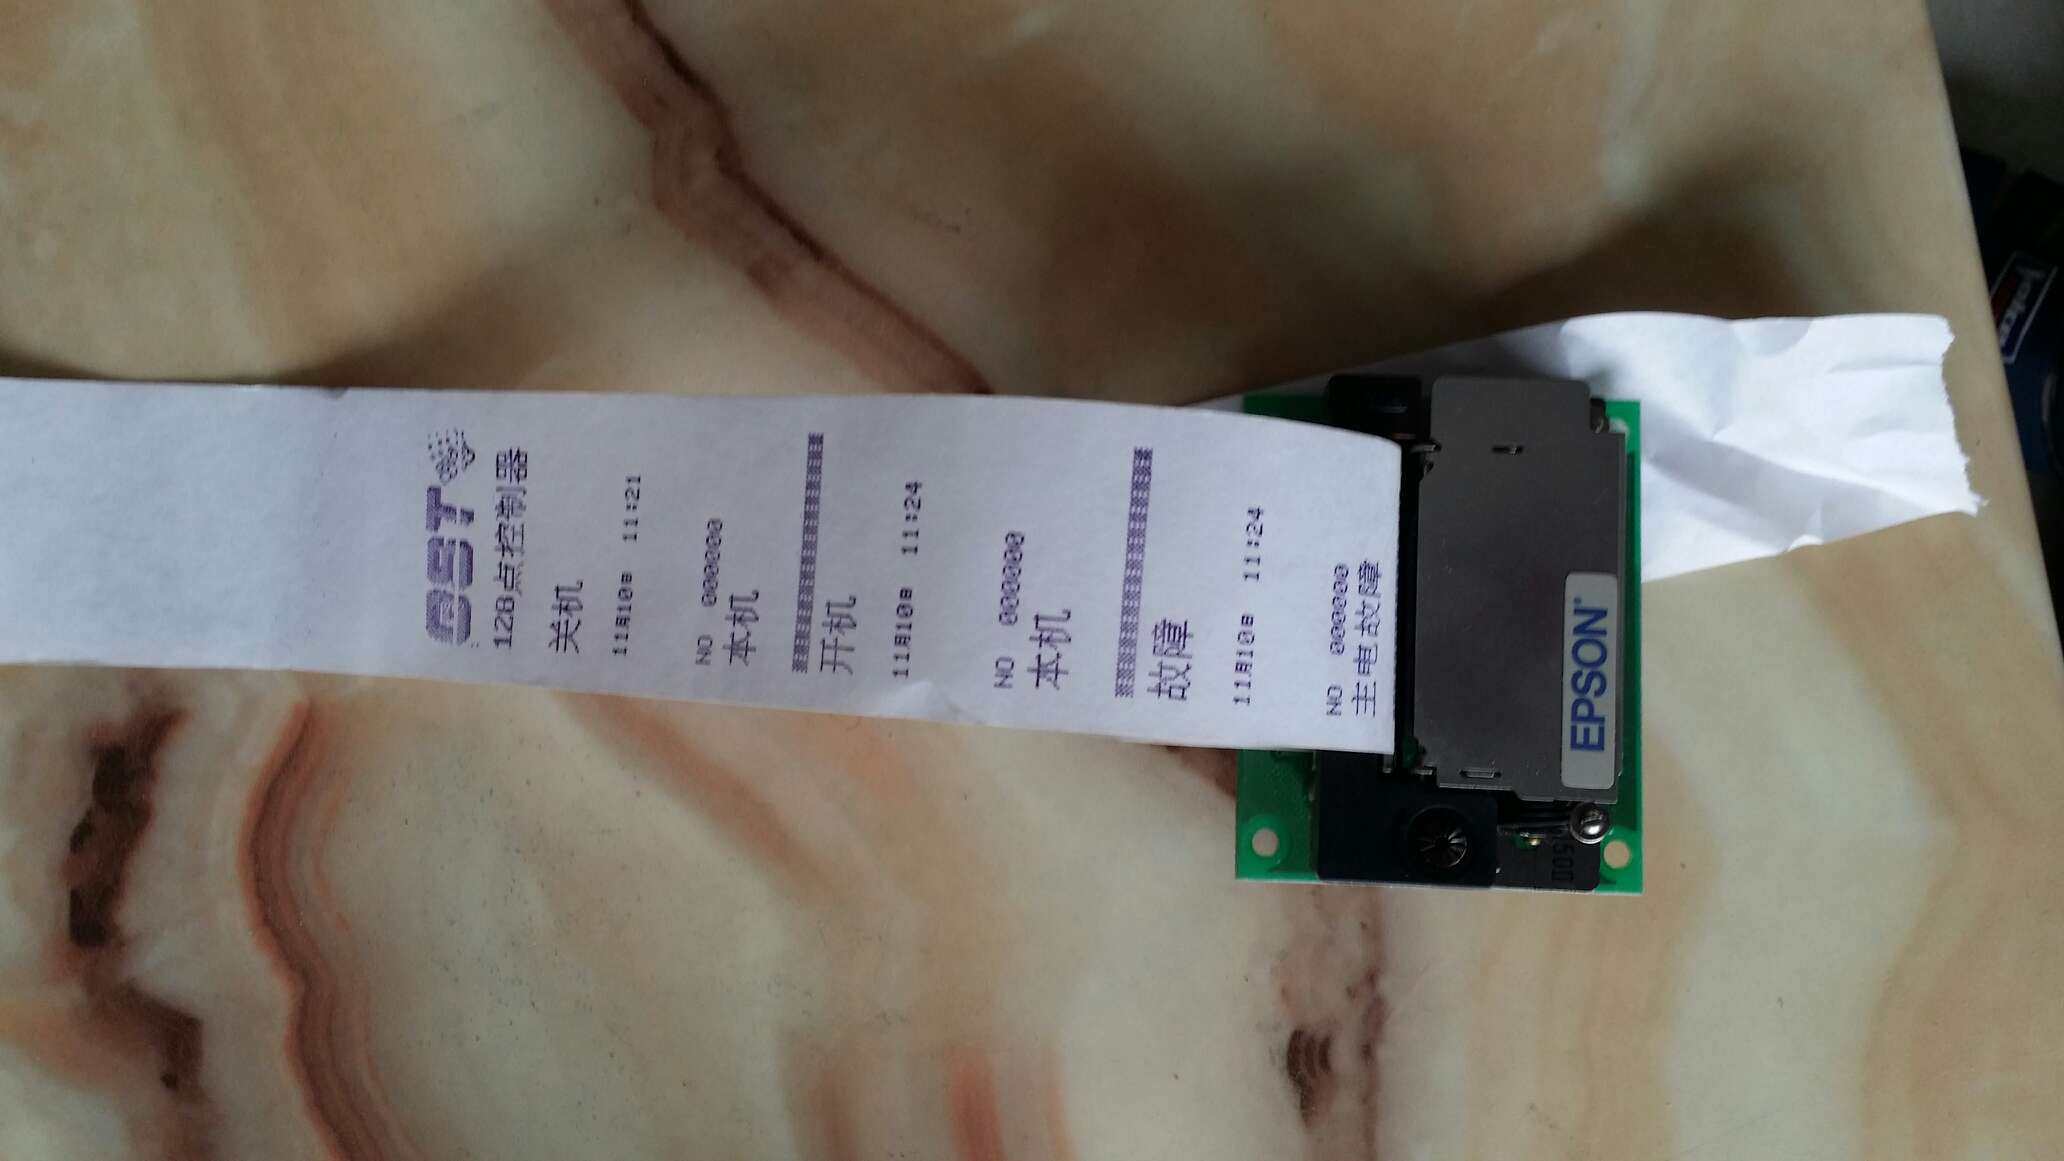 GST
128点控制器
关机
11月10日 11:21
NO 000000
本机
开机
11月10日 11:24
NO 000000
本机
故障
11月10日 11:24
NO 000000
主电故障
EPSON